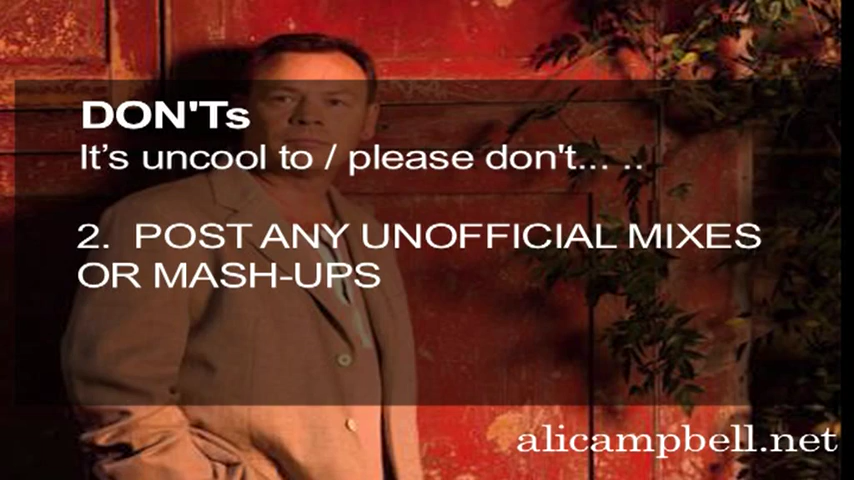 DON'Ts
It’s uncool to / please don't... ..
2. POST ANY UNOFFICIAL MIXES
OR MASH-UPS
alicampbell.net